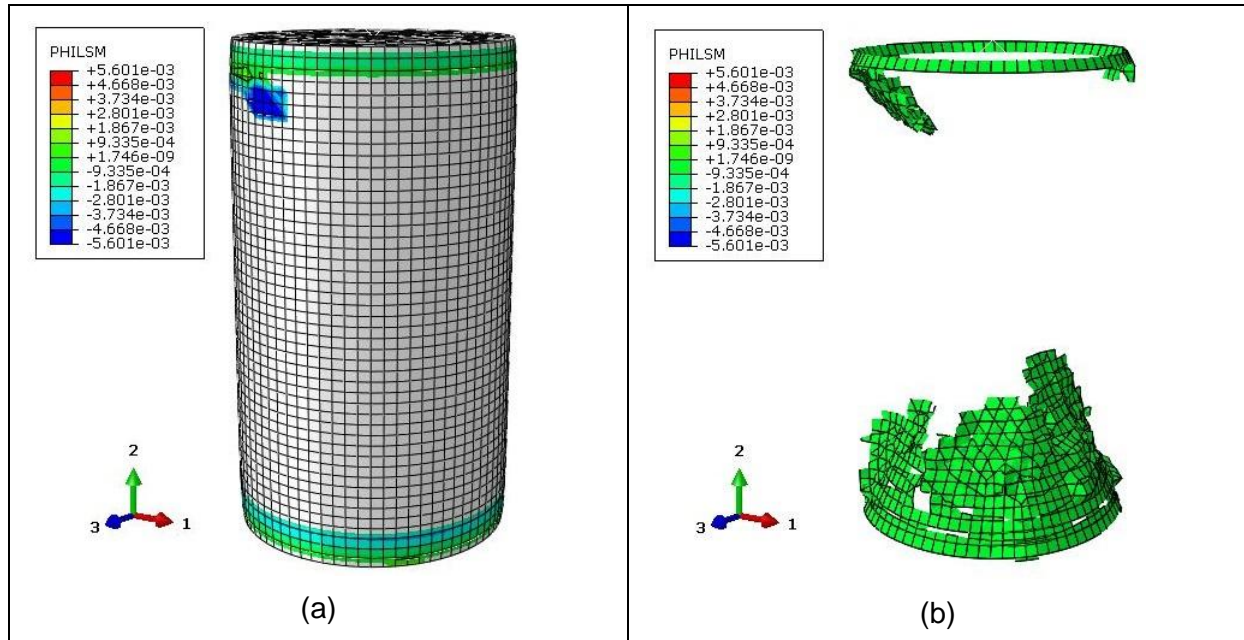 PHILSM
+5.601e-03
+4.668e-03
+3.734e-03
+2.801e-03
+1.867e-03
+9.335e-04
+1.746e-09
-9.335e-04
-1.867e-03
-2.801e-03
-3.734e-03
-4.668e-03
-5.601e-03
2
3
1
(a)
PHILSM
+5.601e-03
+4.668e-03
+3.734e-03
+2.801e-03
+1.867e-03
+9.335e-04
+1.746e-09
-9.335e-04
-1.867e-03
-2.801e-03
-3.734e-03
-4.668e-03
-5.601e-03
2
3
1
(b)